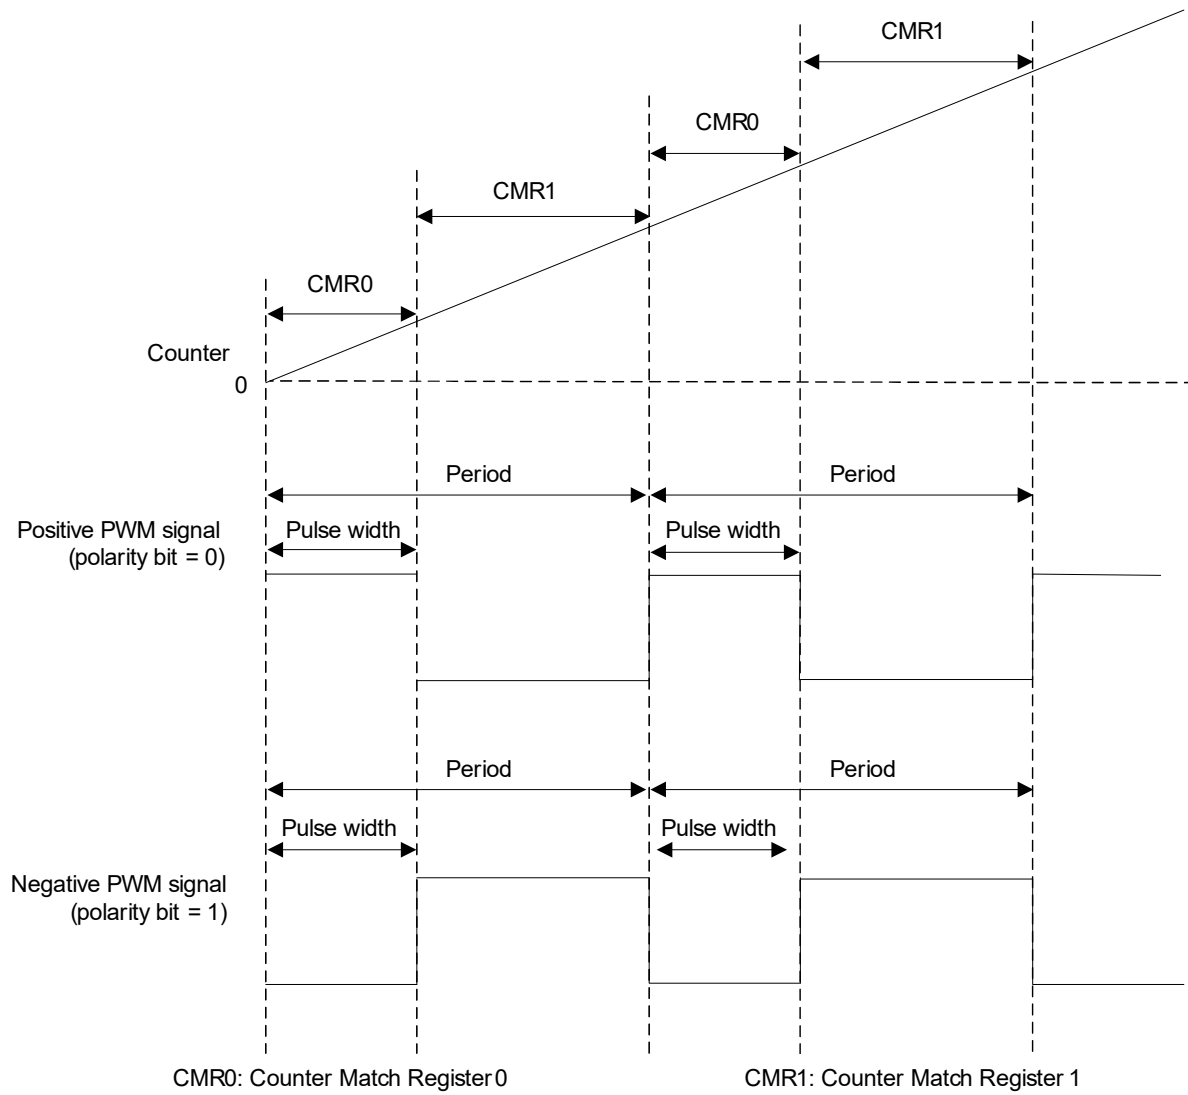 CMR1
CMR0
CMR1
CMR0
Counter
0
Period
Period
Positive PWM signal
(polarity bit = 0)
Pulse width
Pulse width
Period
Period
Pulse width
Pulse width
Negative PWM signal
(polarity bit = 1)
CMR0: Counter Match Register 0
CMR1: Counter Match Register 1